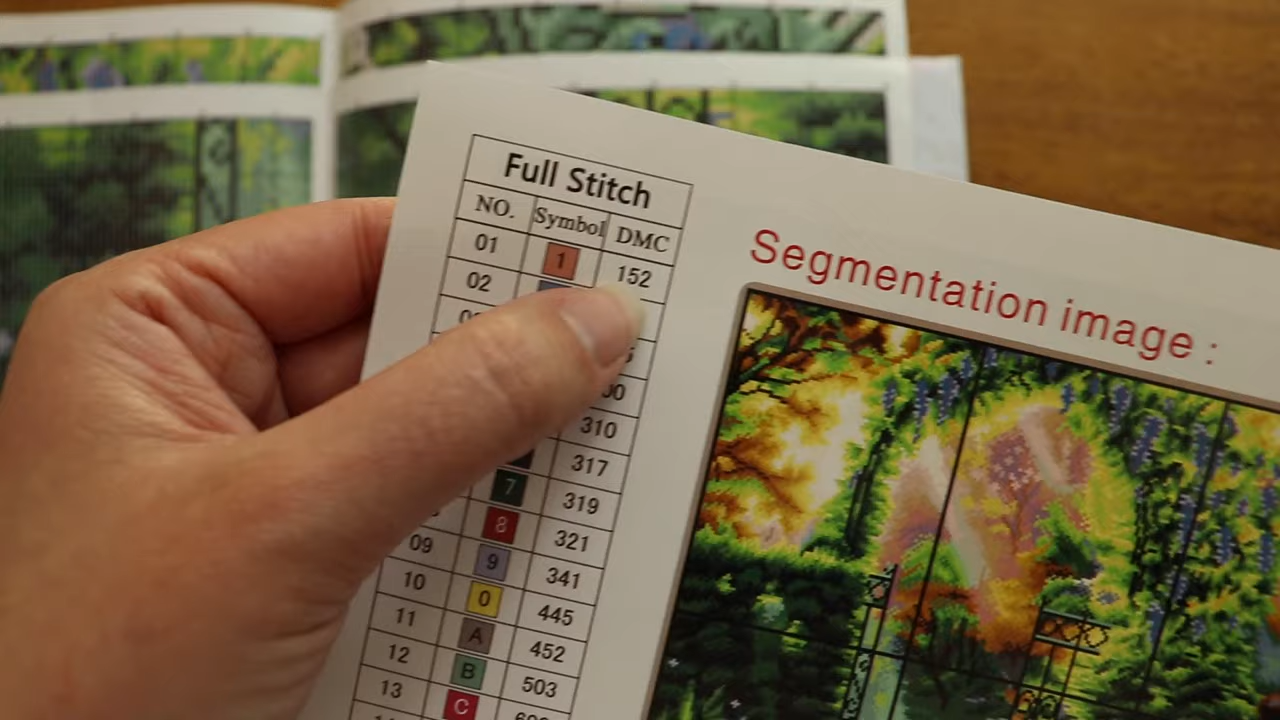 Full Stitch
NO. Symbol DMC
01 1 152
02
310
317
7 319
8 321
09 9 341
10 0 445
11 A 452
12 B 503
13 C
Segmentation image :